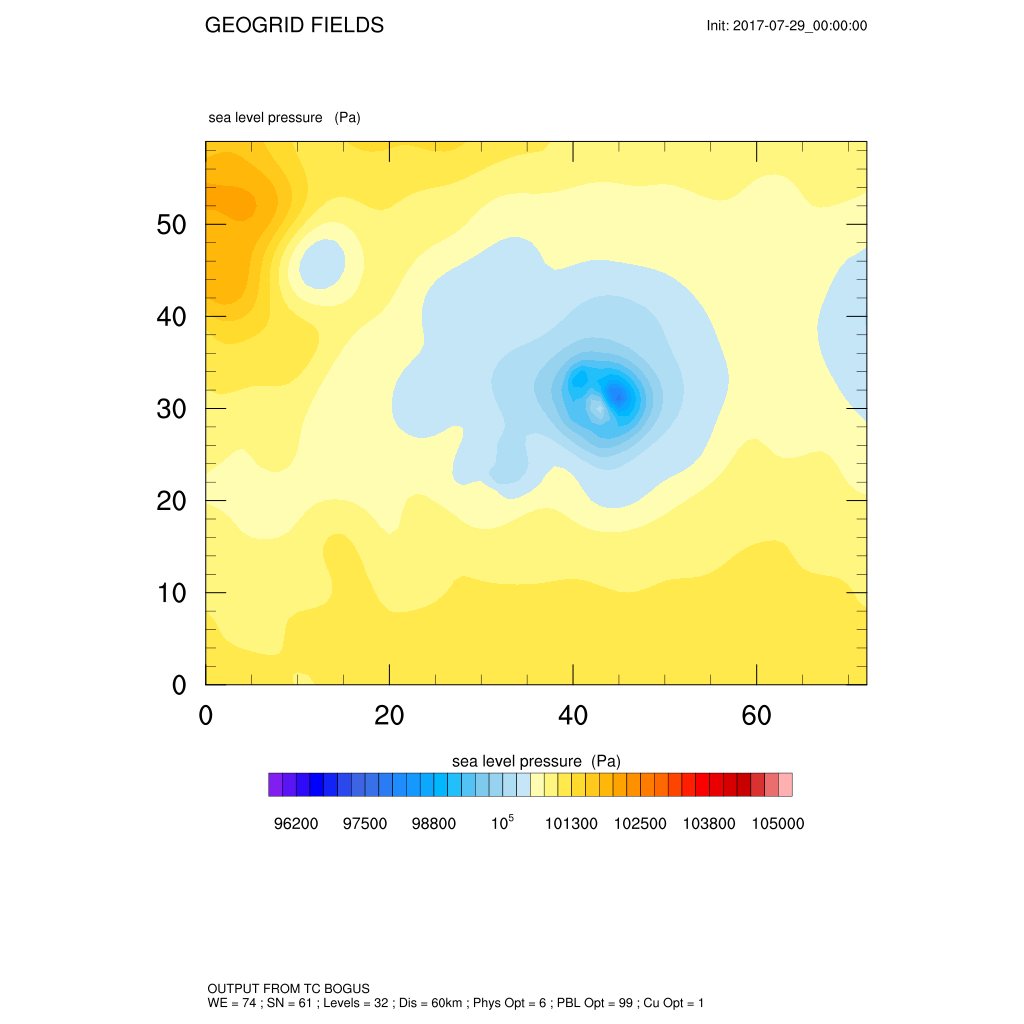 GEOGRID FIELDS
Init: 2017-07-29_00:00:00
sea level pressure (Pa)
50
40
30
20
10
0
0 20 40 60
sea level pressure (Pa)
96200 97500 98800 10⁵ 101300 102500 103800 105000
OUTPUT FROM TC BOGUS
WE = 74 ; SN = 61 ; Levels = 32 ; Dis = 60km ; Phys Opt = 6 ; PBL Opt = 99 ; Cu Opt = 1